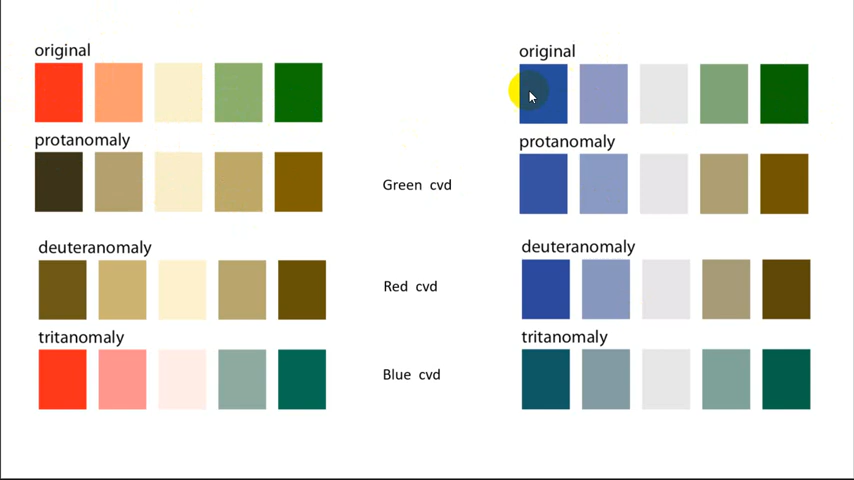 original
protanomaly
deuteranomaly
tritanomaly
Green cvd
Red cvd
Blue cvd
original
protanomaly
deuteranomaly
tritanomaly